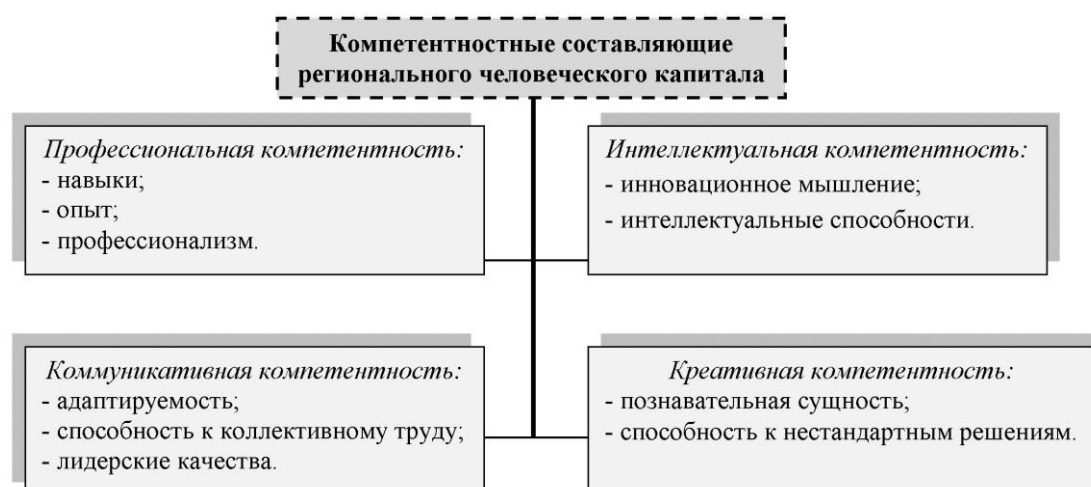 Компетентностные составляющие
регионального человеческого капитала
Профессиональная компетентность:
- навыки;
- опыт;
- профессионализм.
Интеллектуальная компетентность:
- инновационное мышление;
- интеллектуальные способности.
Коммуникативная компетентность:
- адаптируемость;
- способность к коллективному труду;
- лидерские качества.
Креативная компетентность:
- познавательная сущность;
- способность к нестандартным решениям.